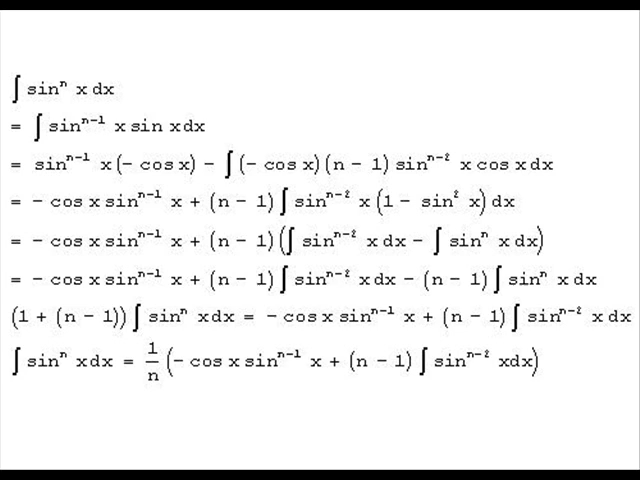 ∫ sinⁿ x dx
= ∫ sinⁿ⁻¹ x sin x dx
= sinⁿ⁻¹ x (− cos x) − ∫ (− cos x) (n − 1) sinⁿ⁻² x cos x dx
= − cos x sinⁿ⁻¹ x + (n − 1) ∫ sinⁿ⁻² x (1 − sin² x) dx
= − cos x sinⁿ⁻¹ x + (n − 1) (∫ sinⁿ⁻² x dx − ∫ sinⁿ x dx)
= − cos x sinⁿ⁻¹ x + (n − 1) ∫ sinⁿ⁻² x dx − (n − 1) ∫ sinⁿ x dx
(1 + (n − 1)) ∫ sinⁿ x dx = − cos x sinⁿ⁻¹ x + (n − 1) ∫ sinⁿ⁻² x dx
∫ sinⁿ x dx = 1/n (− cos x sinⁿ⁻¹ x + (n − 1) ∫ sinⁿ⁻² xdx)